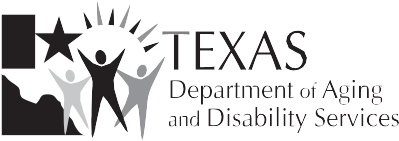 TEXAS
Department of Aging
and Disability Services